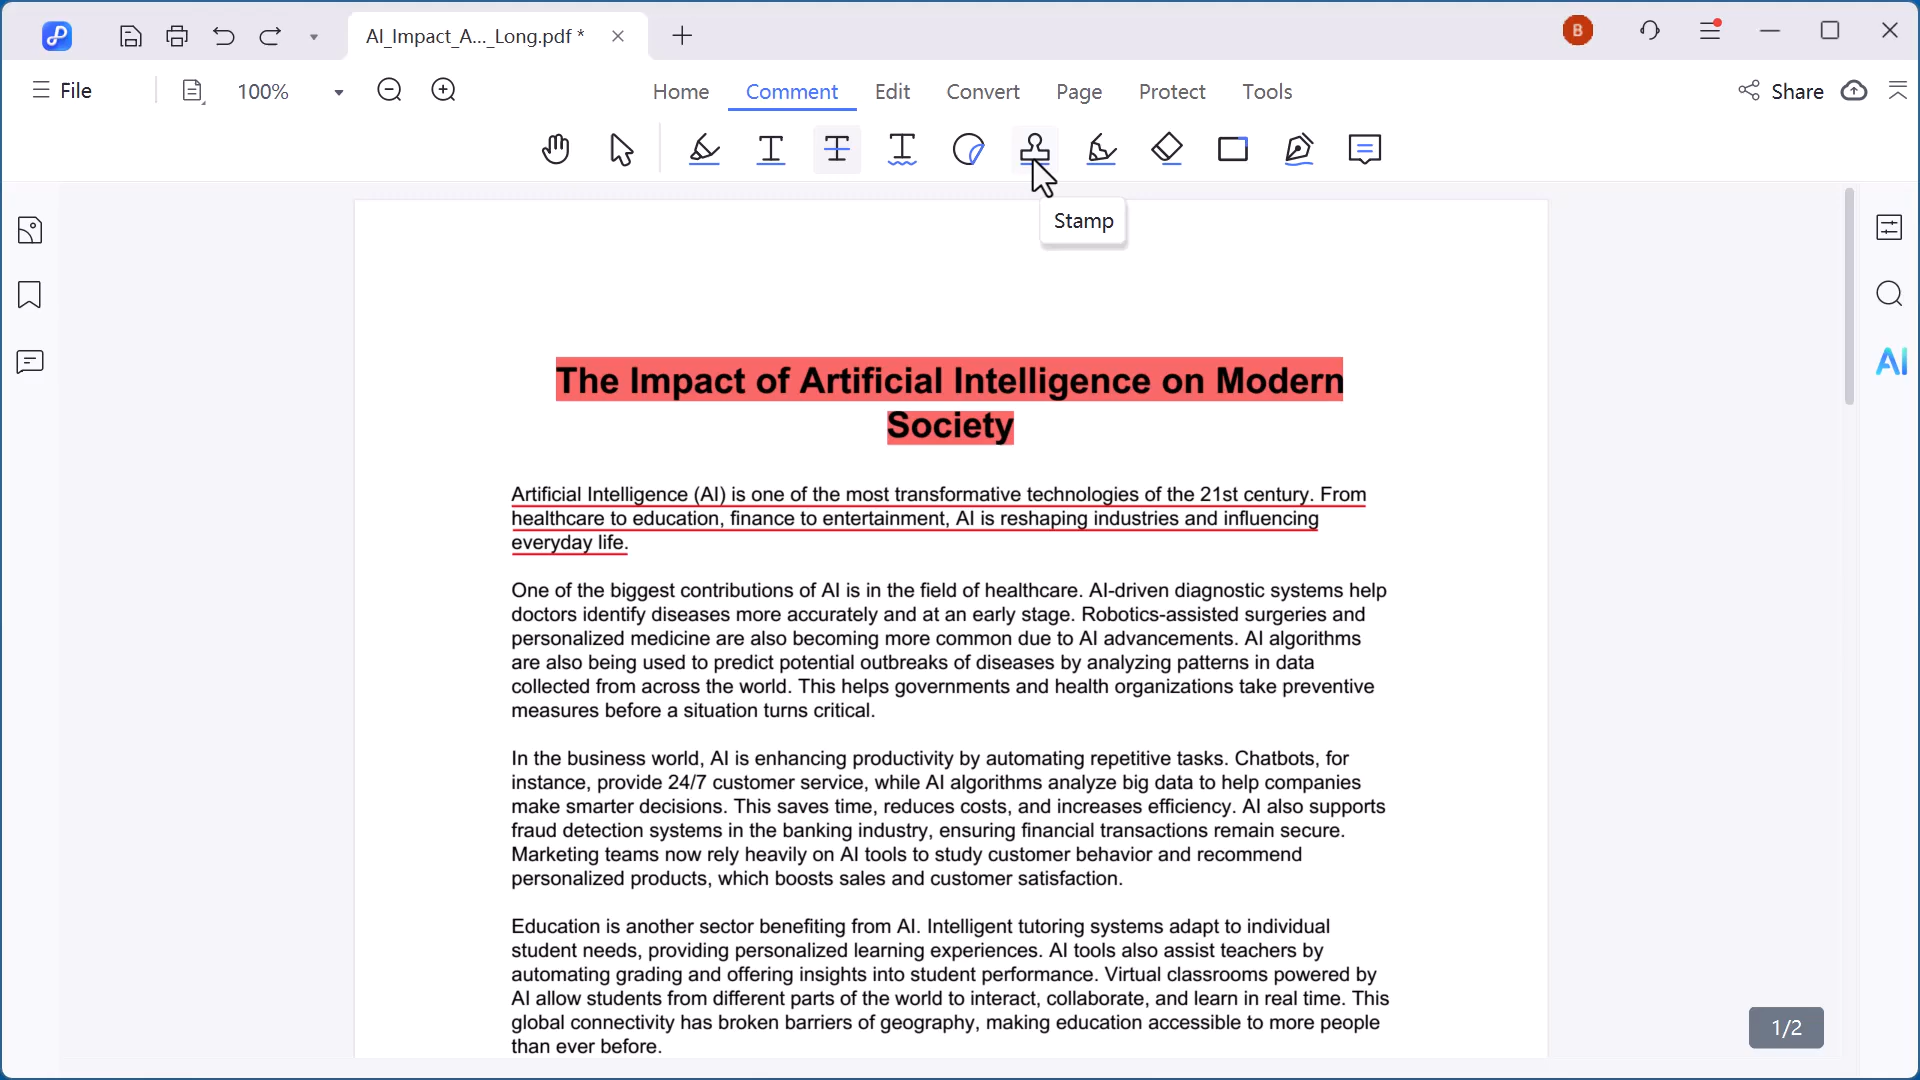 AI_Impact_A..._Long.pdf *
B
File
100%
Home
Comment
Edit
Convert
Page
Protect
Tools
Share
Stamp
AI
The Impact of Artificial Intelligence on Modern
Society
Artificial Intelligence (AI) is one of the most transformative technologies of the 21st century. From
healthcare to education, finance to entertainment, AI is reshaping industries and influencing
everyday life.
One of the biggest contributions of AI is in the field of healthcare. AI-driven diagnostic systems help
doctors identify diseases more accurately and at an early stage. Robotics-assisted surgeries and
personalized medicine are also becoming more common due to AI advancements. AI algorithms
are also being used to predict potential outbreaks of diseases by analyzing patterns in data
collected from across the world. This helps governments and health organizations take preventive
measures before a situation turns critical.
In the business world, AI is enhancing productivity by automating repetitive tasks. Chatbots, for
instance, provide 24/7 customer service, while AI algorithms analyze big data to help companies
make smarter decisions. This saves time, reduces costs, and increases efficiency. AI also supports
fraud detection systems in the banking industry, ensuring financial transactions remain secure.
Marketing teams now rely heavily on AI tools to study customer behavior and recommend
personalized products, which boosts sales and customer satisfaction.
Education is another sector benefiting from AI. Intelligent tutoring systems adapt to individual
student needs, providing personalized learning experiences. AI tools also assist teachers by
automating grading and offering insights into student performance. Virtual classrooms powered by
AI allow students from different parts of the world to interact, collaborate, and learn in real time. This
global connectivity has broken barriers of geography, making education accessible to more people
than ever before.
1/2